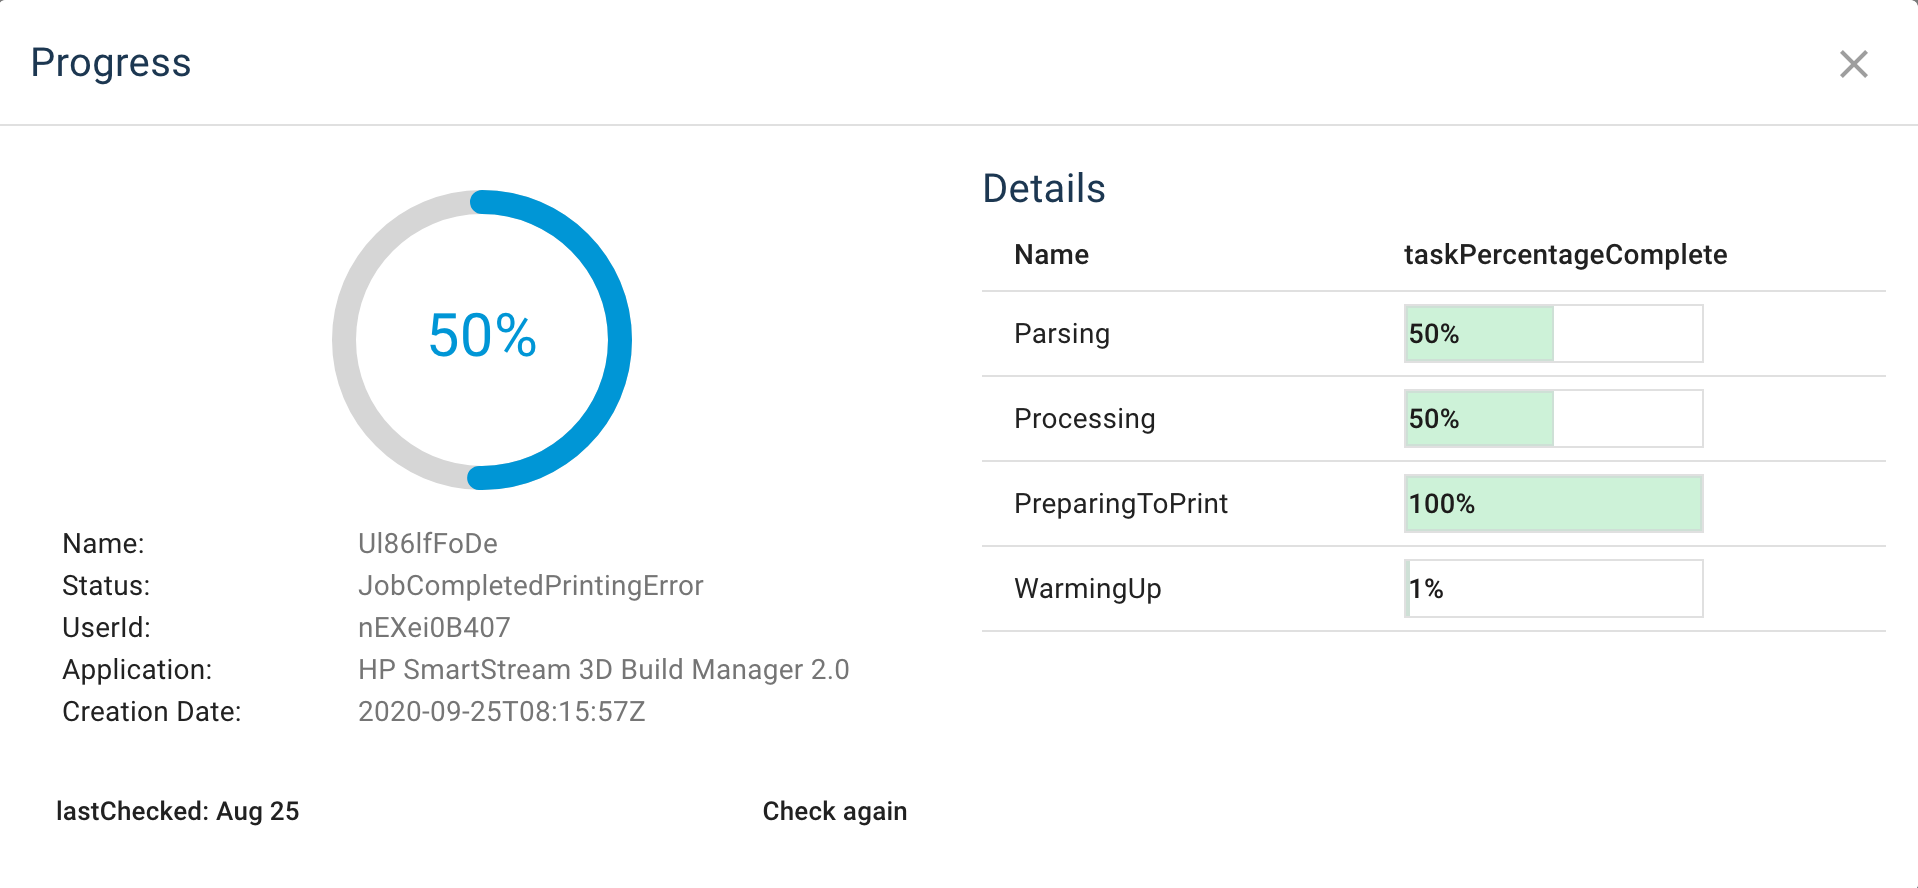 Progress
50%
Name: Ul86lfFoDe
Status: JobCompletedPrintingError
UserId: nEXei0B407
Application: HP SmartStream 3D Build Manager 2.0
Creation Date: 2020-09-25T08:15:57Z
lastChecked: Aug 25 Check again
Details
Name taskPercentageComplete
Parsing 50%
Processing 50%
PreparingToPrint 100%
WarmingUp 1%